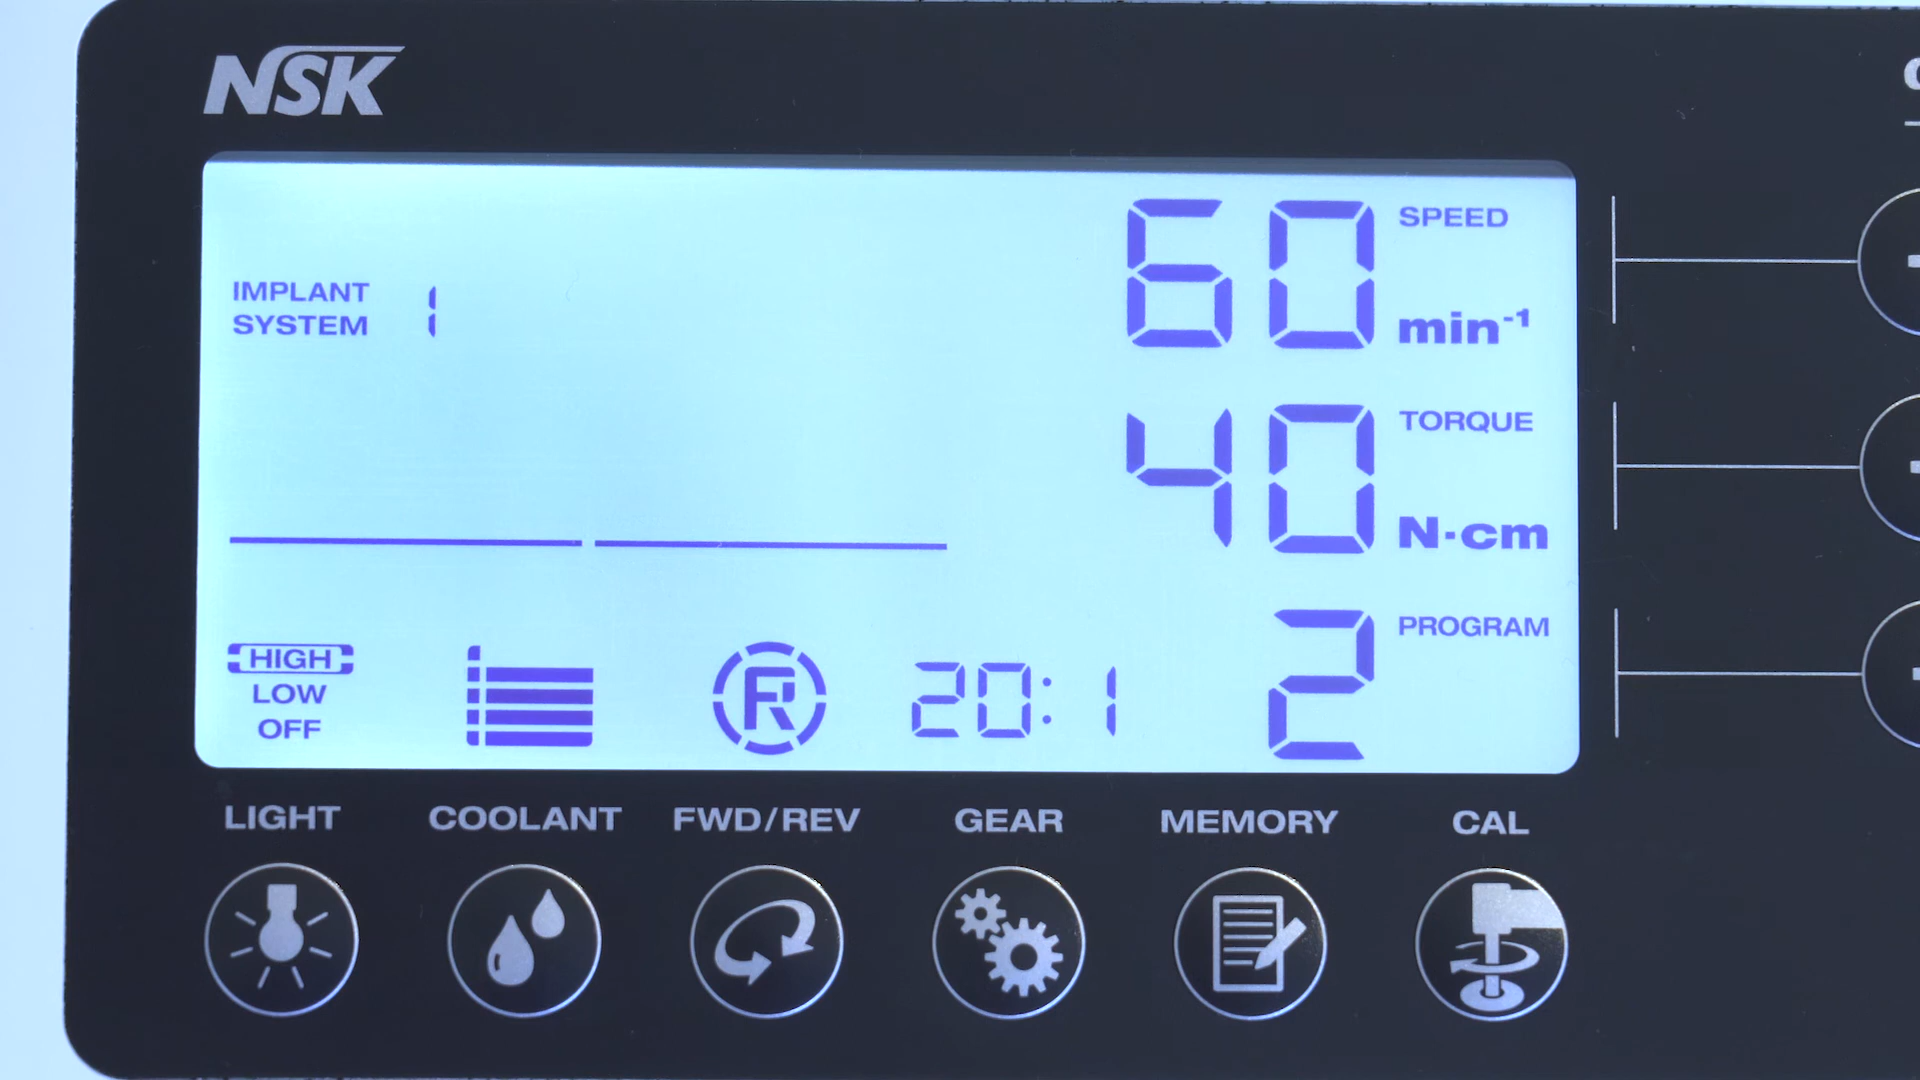 NSK
IMPLANT
SYSTEM 1
60 SPEED
min⁻¹
40 TORQUE
N·cm
2 PROGRAM
HIGH
LOW
OFF
R
20:1
LIGHT COOLANT FWD/REV GEAR MEMORY CAL